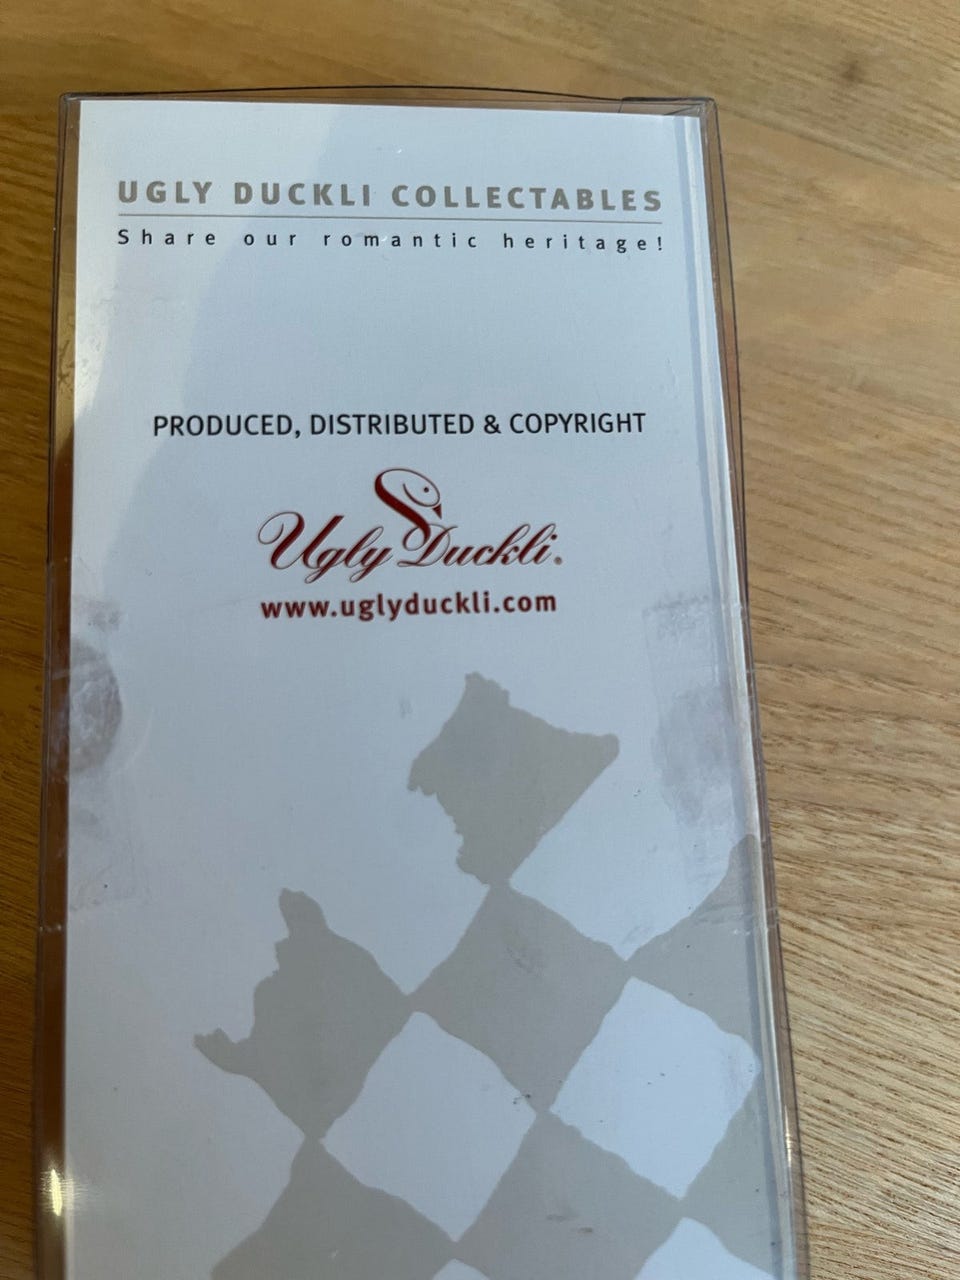 UGLY DUCKLI COLLECTABLES
Share our romantic heritage!
PRODUCED, DISTRIBUTED & COPYRIGHT
Ugly Duckli®
www.uglyduckli.com